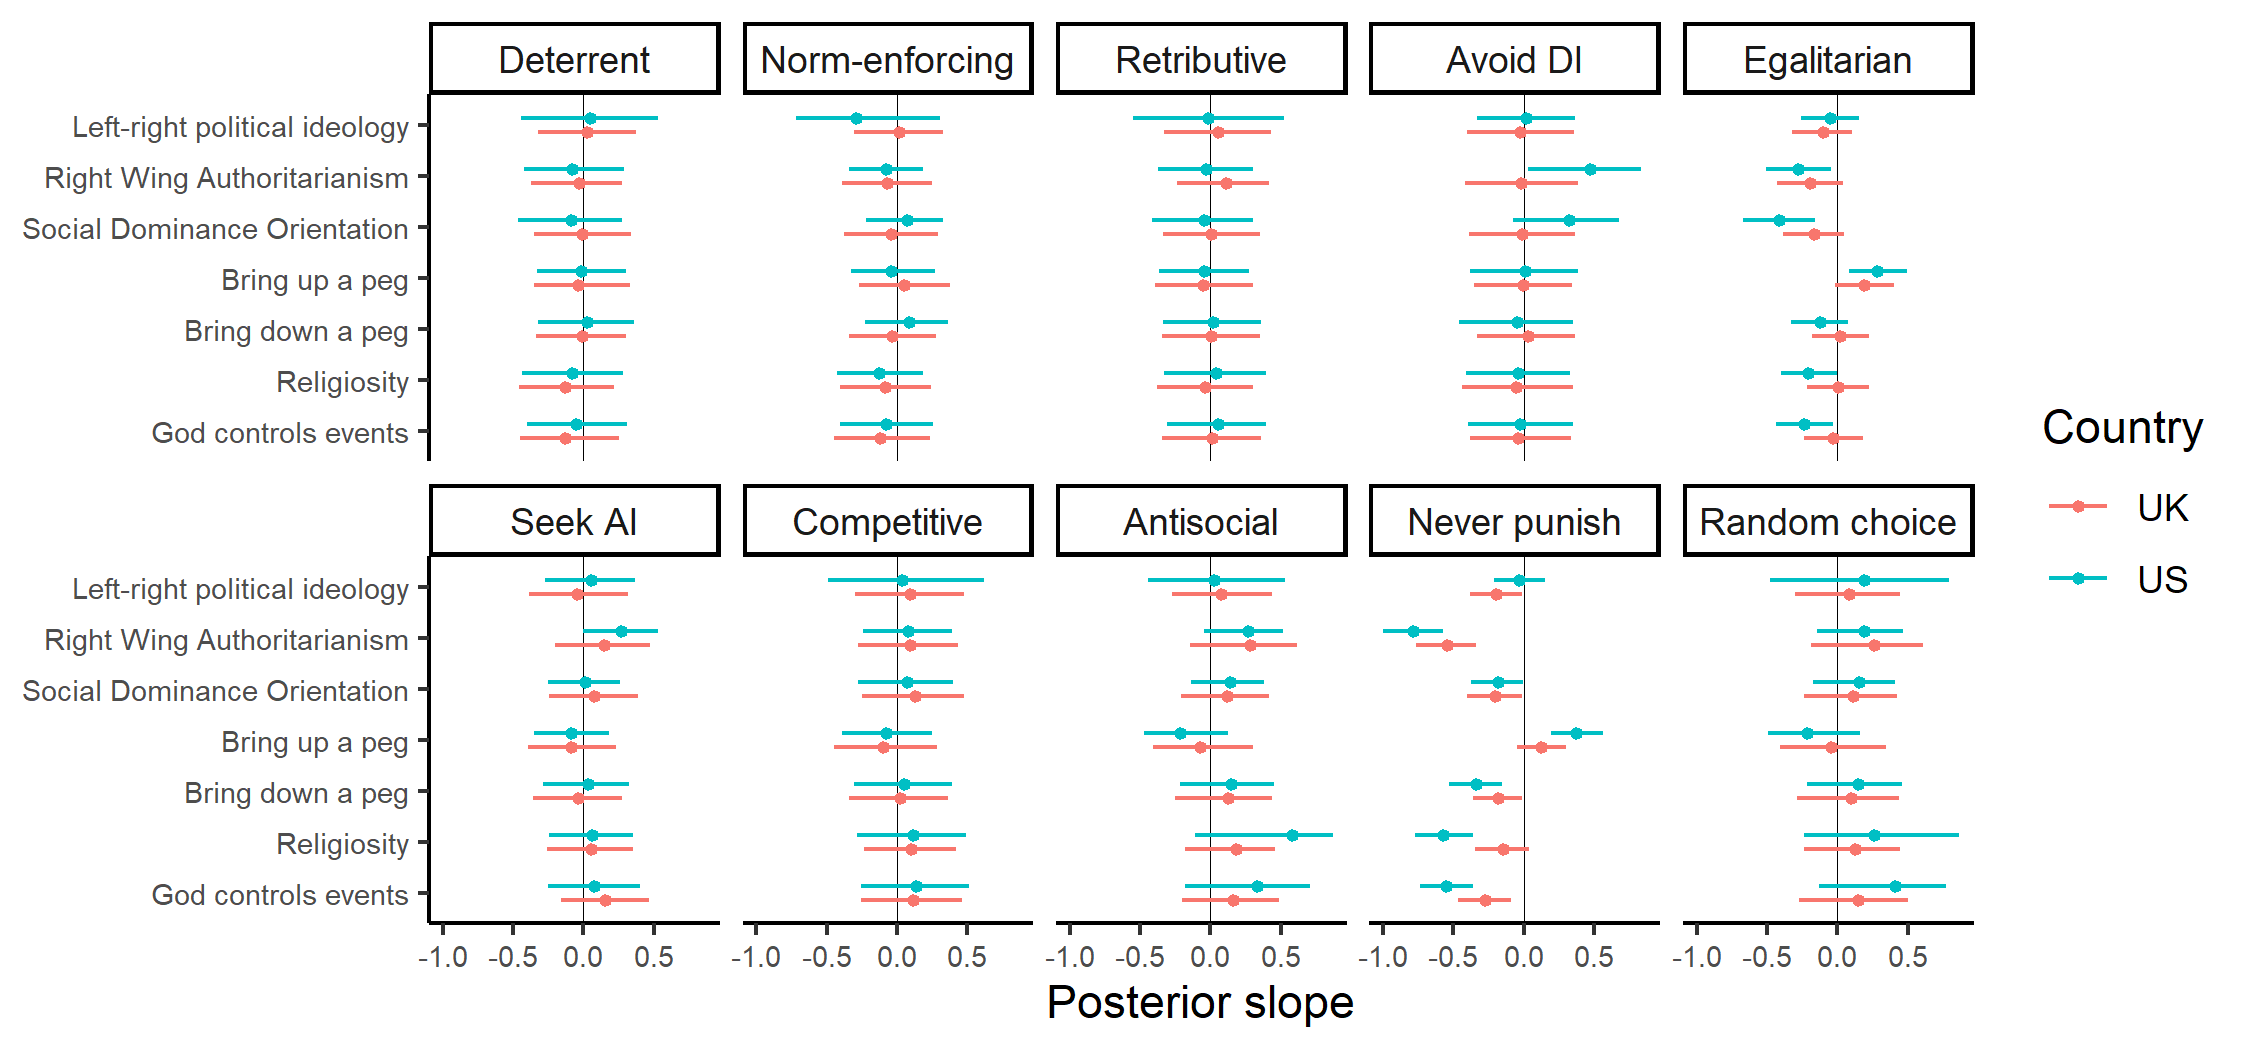 Deterrent Norm-enforcing Retributive Avoid DI Egalitarian
Left-right political ideology
Right Wing Authoritarianism
Social Dominance Orientation
Bring up a peg
Bring down a peg
Religiosity
God controls events
Seek AI Competitive Antisocial Never punish Random choice
Left-right political ideology
Right Wing Authoritarianism
Social Dominance Orientation
Bring up a peg
Bring down a peg
Religiosity
God controls events
-1.0 -0.5 0.0 0.5 -1.0 -0.5 0.0 0.5 -1.0 -0.5 0.0 0.5 -1.0 -0.5 0.0 0.5 -1.0 -0.5 0.0 0.5
Posterior slope
Country
UK
US